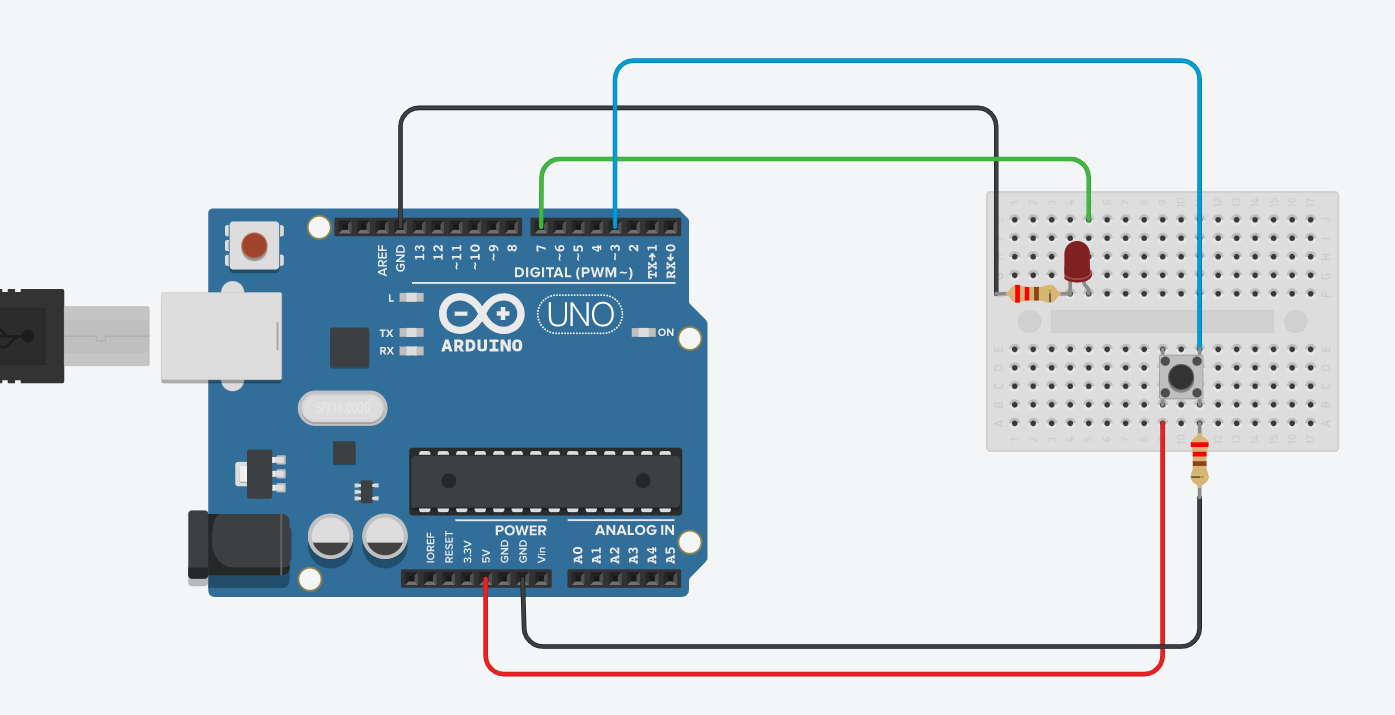 AREF
GND
13
12
~11
~10
~9
8
7
~6
~5
4
~3
2
TX→1
RX←0
DIGITAL (PWM~)
L
TX
RX
ARDUINO
UNO
ON
SPK16.000G
POWER
ANALOG IN
IOREF
RESET
3.3V
5V
GND
GND
Vin
A0
A1
A2
A3
A4
A5